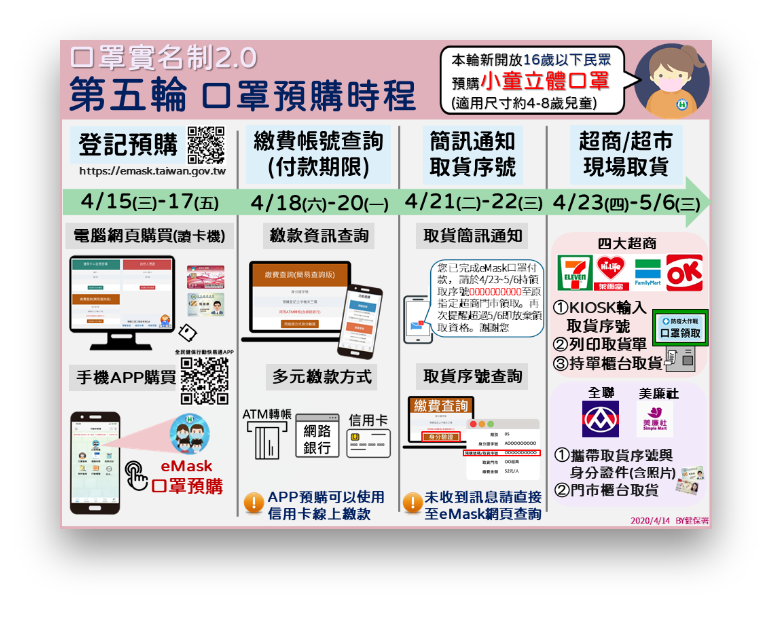 口罩實名制2.0
第五輪 口罩預購時程
本輪新開放16歲以下民眾
預購小童立體口罩
(適用尺寸約4-8歲兒童)
登記預購
https://emask.taiwan.gov.tw
繳費帳號查詢
(付款期限)
簡訊通知
取貨序號
超商/超市
現場取貨
4/15(三)-17(五)
4/18(六)-20(一)
4/21(二)-22(三)
4/23(四)-5/6(三)
電腦網頁購買(讀卡機)
全民健保行動快易通APP
手機APP購買
eMask
口罩預購
繳款資訊查詢
繳費查詢(簡易查詢版)
多元繳款方式
ATM轉帳
網路
銀行
信用卡
APP預購可以使用
信用卡線上繳款
取貨簡訊通知
您已完成eMask口罩付
款，請於4/23~5/6持領
取序號0000000000至原
指定超商門市領取。再
次提醒超過5/6即放棄領
取資格。謝謝您
取貨序號查詢
繳費查詢
身分驗證
未收到訊息請直接
至eMask網頁查詢
四大超商
7-ELEVEN
Hi-Life
萊爾富
FamilyMart
OK
①KIOSK輸入
取貨序號
②列印取貨單
③持單櫃台取貨
防疫大作戰
口罩領取
全聯
美廉社
美廉社
Simple Mart
①攜帶取貨序號與
身分證件(含照片)
②門市櫃台取貨
2020/4/14 BY健保署